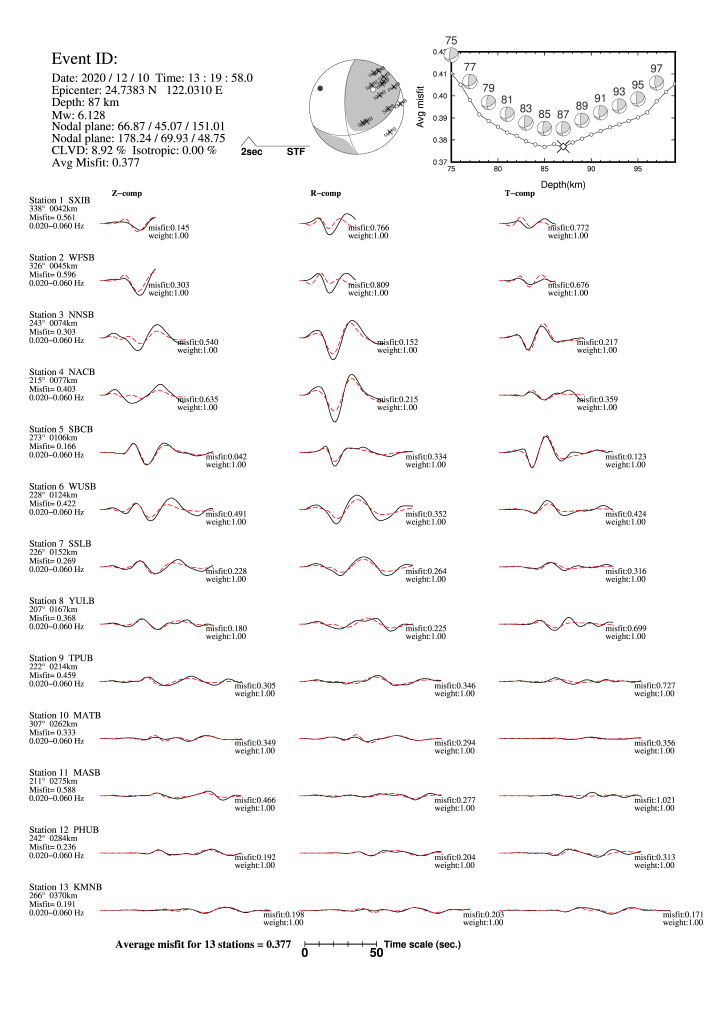 Event ID:
Date: 2020 / 12 / 10  Time: 13 : 19 : 58.0
Epicenter: 24.7383 N   122.0310 E
Depth: 87 km
Mw: 6.128
Nodal plane: 66.87 / 45.07 / 151.01
Nodal plane: 178.24 / 69.93 / 48.75
CLVD: 8.92 %  Isotropic: 0.00 %
Avg Misfit: 0.377
2sec STF
75 77 79 81 83 85 87 89 91 93 95 97
Avg misfit
0.42
0.41
0.40
0.39
0.38
0.37
75 80 85 90 95
Depth(km)
Z−comp R−comp T−comp
Station 1  SXIB
338°  0042km
Misfit= 0.561
0.020−0.060 Hz
misfit:0.145 misfit:0.766 misfit:0.772
weight:1.00 weight:1.00 weight:1.00
Station 2  WFSB
326°  0045km
Misfit= 0.596
0.020−0.060 Hz
misfit:0.303 misfit:0.809 misfit:0.676
weight:1.00 weight:1.00 weight:1.00
Station 3  NNSB
243°  0074km
Misfit= 0.303
0.020−0.060 Hz
misfit:0.540 misfit:0.152 misfit:0.217
weight:1.00 weight:1.00 weight:1.00
Station 4  NACB
215°  0077km
Misfit= 0.403
0.020−0.060 Hz
misfit:0.635 misfit:0.215 misfit:0.359
weight:1.00 weight:1.00 weight:1.00
Station 5  SBCB
273°  0106km
Misfit= 0.166
0.020−0.060 Hz
misfit:0.042 misfit:0.334 misfit:0.123
weight:1.00 weight:1.00 weight:1.00
Station 6  WUSB
228°  0124km
Misfit= 0.422
0.020−0.060 Hz
misfit:0.491 misfit:0.352 misfit:0.424
weight:1.00 weight:1.00 weight:1.00
Station 7  SSLB
226°  0152km
Misfit= 0.269
0.020−0.060 Hz
misfit:0.228 misfit:0.264 misfit:0.316
weight:1.00 weight:1.00 weight:1.00
Station 8  YULB
207°  0167km
Misfit= 0.368
0.020−0.060 Hz
misfit:0.180 misfit:0.225 misfit:0.699
weight:1.00 weight:1.00 weight:1.00
Station 9  TPUB
222°  0214km
Misfit= 0.459
0.020−0.060 Hz
misfit:0.305 misfit:0.346 misfit:0.727
weight:1.00 weight:1.00 weight:1.00
Station 10  MATB
307°  0262km
Misfit= 0.333
0.020−0.060 Hz
misfit:0.349 misfit:0.294 misfit:0.356
weight:1.00 weight:1.00 weight:1.00
Station 11  MASB
211°  0275km
Misfit= 0.588
0.020−0.060 Hz
misfit:0.466 misfit:0.277 misfit:1.021
weight:1.00 weight:1.00 weight:1.00
Station 12  PHUB
242°  0284km
Misfit= 0.236
0.020−0.060 Hz
misfit:0.192 misfit:0.204 misfit:0.313
weight:1.00 weight:1.00 weight:1.00
Station 13  KMNB
266°  0370km
Misfit= 0.191
0.020−0.060 Hz
misfit:0.198 misfit:0.203 misfit:0.171
weight:1.00 weight:1.00 weight:1.00
Average misfit for 13 stations = 0.377
0 50 Time scale (sec.)